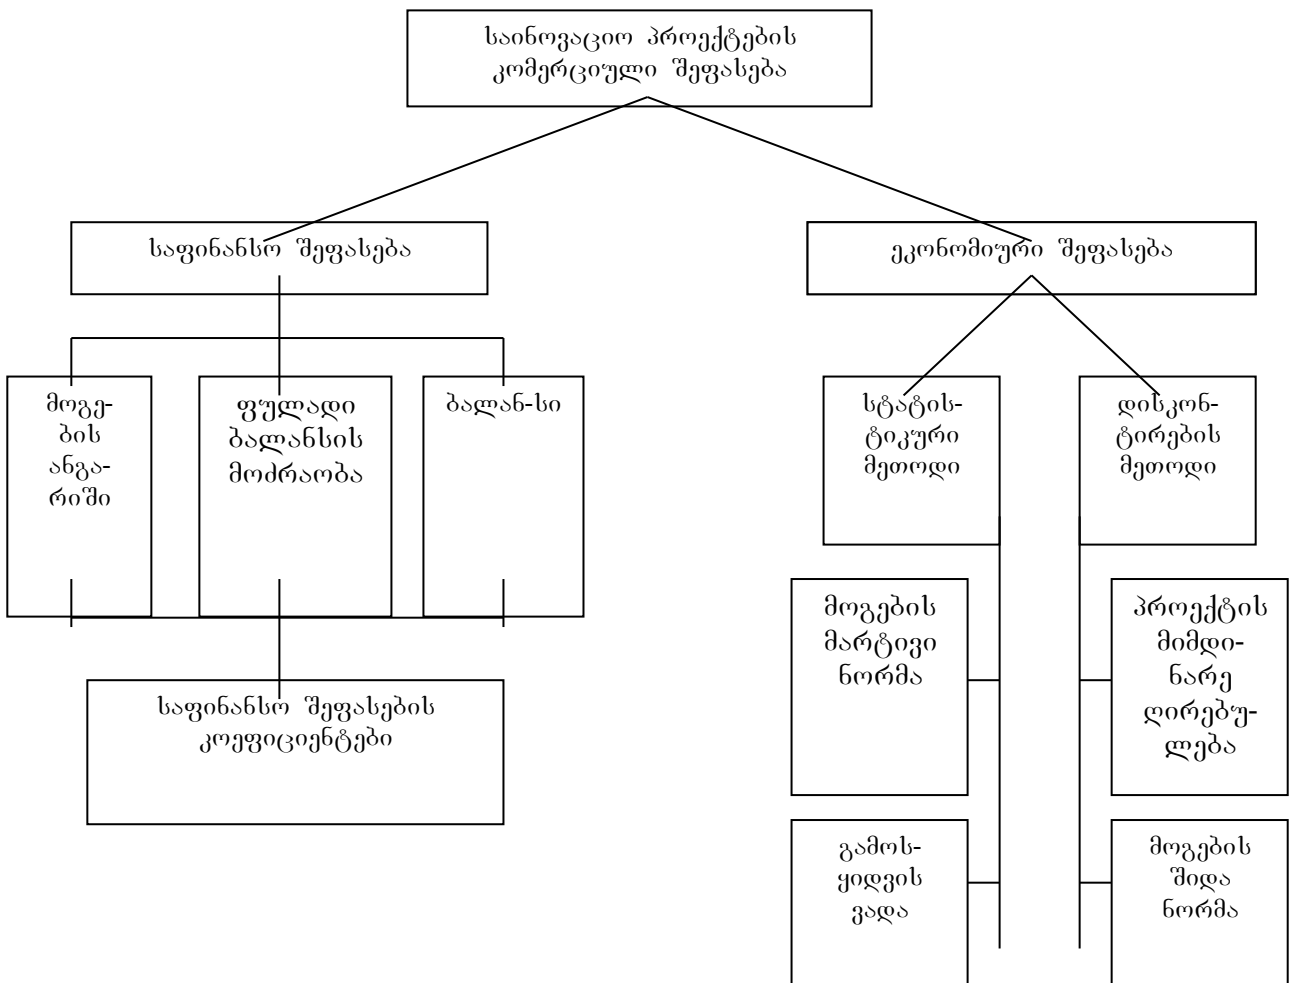 საინოვაციო პროექტების
კომერციული შეფასება
საფინანსო შეფასება
ეკონომიური შეფასება
მოგე-
ბის
ანგა-
რიში
ფულადი
ბალანსის
მოძრაობა
ბალან-სი
სტატის-
ტიკური
მეთოდი
დისკონ-
ტირების
მეთოდი
მოგების
მარტივი
ნორმა
პროექტის
მიმდი-
ნარე
ღირებუ-
ლება
საფინანსო შეფასების
კოეფიციენტები
გამოს-
ყიდვის
ვადა
მოგების
შიდა
ნორმა